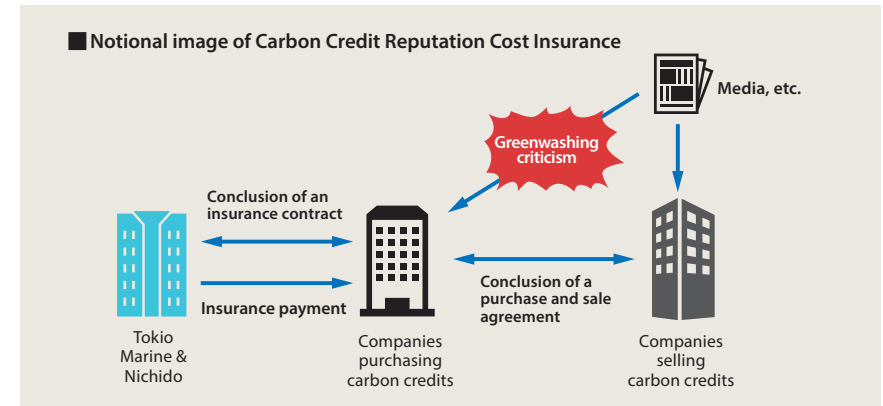 ■ Notional image of Carbon Credit Reputation Cost Insurance
Media, etc.
Greenwashing
criticism
Conclusion of an
insurance contract
Insurance payment
Conclusion of a
purchase and sale
agreement
Tokio
Marine &
Nichido
Companies
purchasing
carbon credits
Companies
selling
carbon credits